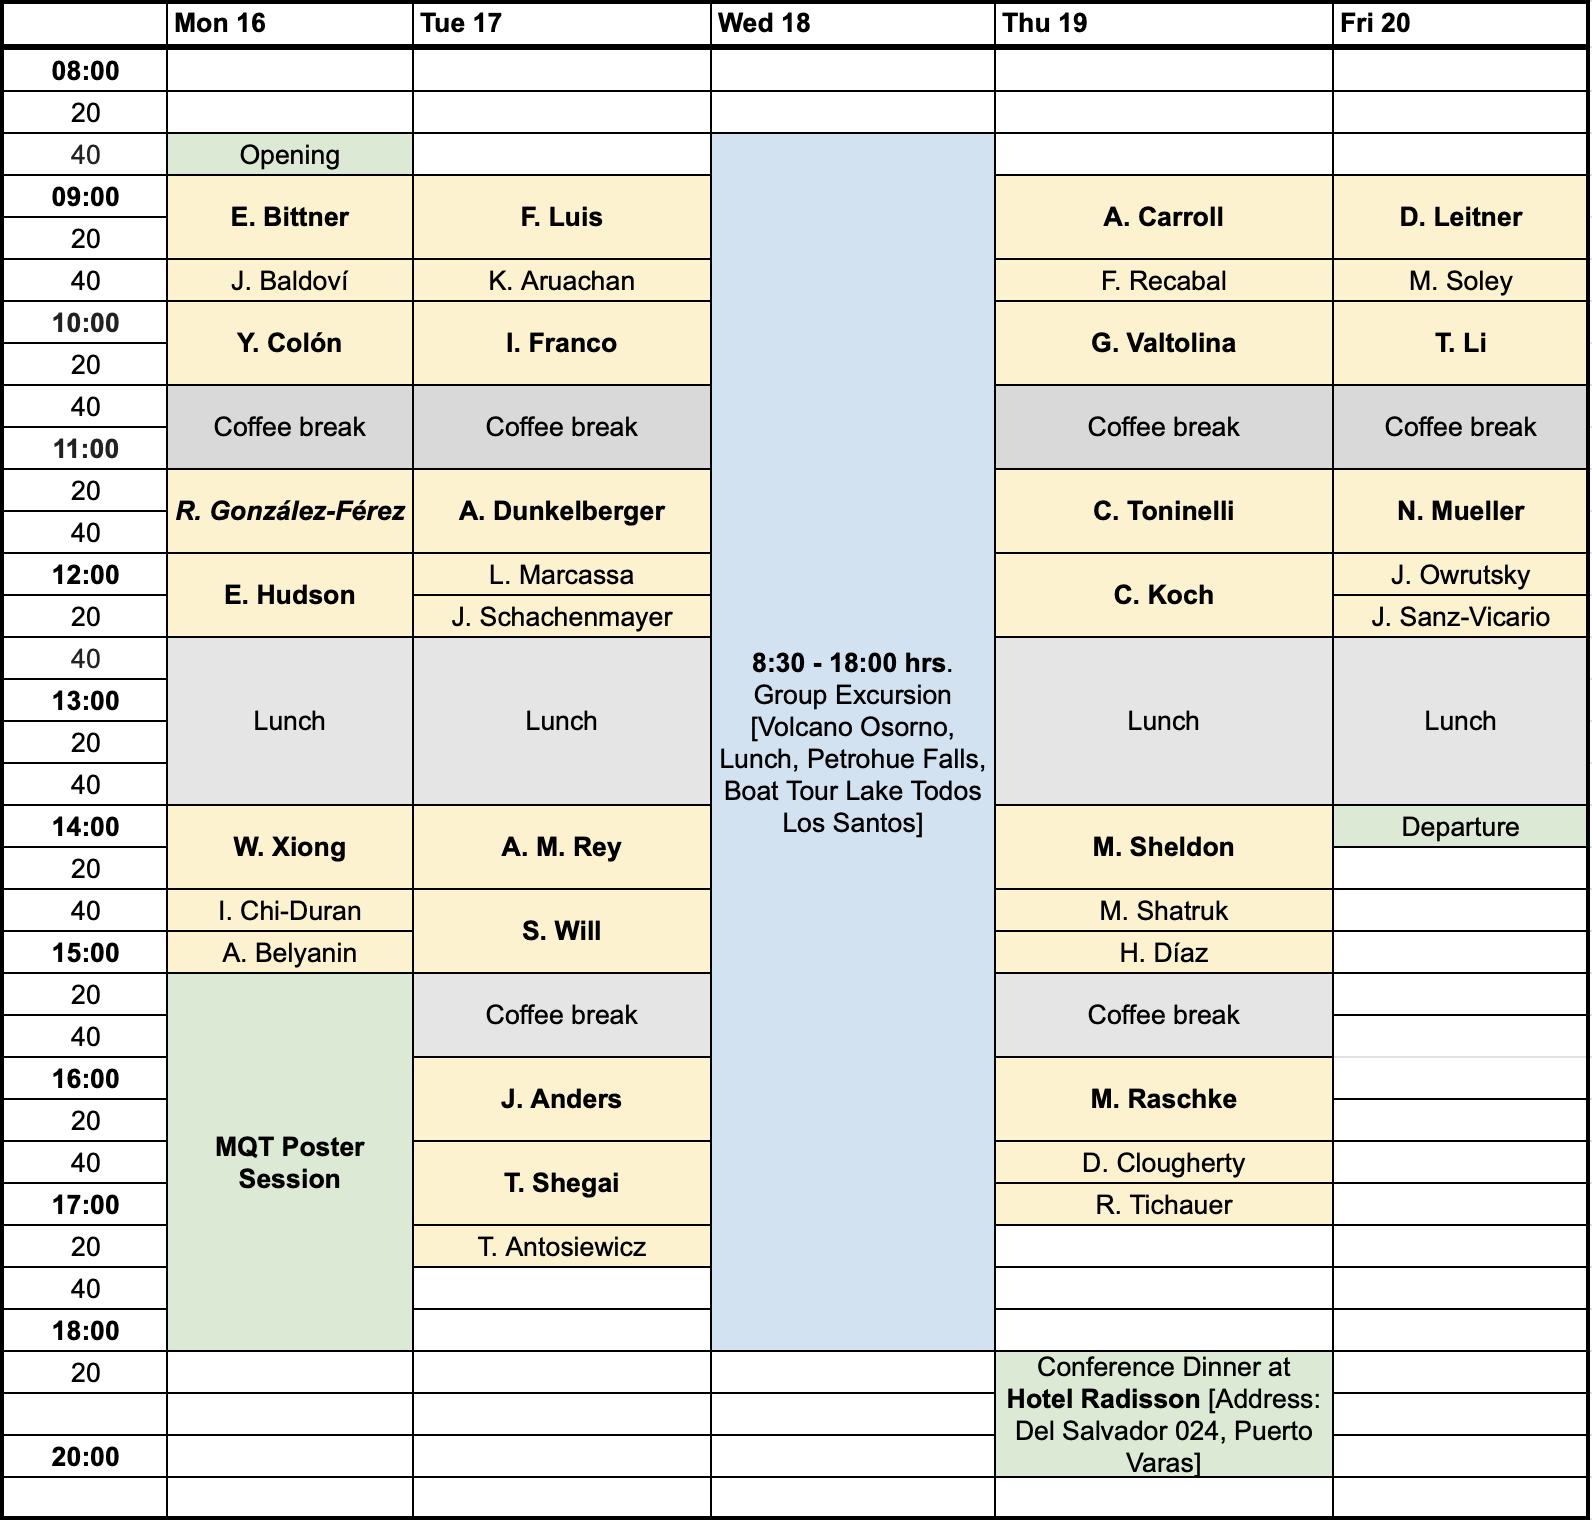 Mon 16 Tue 17 Wed 18 Thu 19 Fri 20
08:00
20
40 Opening
09:00 E. Bittner F. Luis A. Carroll D. Leitner
20
40 J. Baldoví K. Aruachan F. Recabal M. Soley
10:00 Y. Colón I. Franco G. Valtolina T. Li
20
40 Coffee break Coffee break Coffee break Coffee break
11:00
20 R. González-Férez A. Dunkelberger C. Toninelli N. Mueller
40
12:00 E. Hudson L. Marcassa C. Koch J. Owrutsky
20 J. Schachenmayer J. Sanz-Vicario
40
8:30 - 18:00 hrs.
Group Excursion
[Volcano Osorno,
Lunch, Petrohue Falls,
Boat Tour Lake Todos
Los Santos]
13:00 Lunch Lunch Lunch Lunch
20
40
14:00 W. Xiong A. M. Rey M. Sheldon Departure
20
40 I. Chi-Duran S. Will M. Shatruk
15:00 A. Belyanin H. Díaz
20 Coffee break Coffee break
40
16:00 J. Anders M. Raschke
20
MQT Poster
Session
40 T. Shegai D. Clougherty
17:00 R. Tichauer
20 T. Antosiewicz
40
18:00
20
Conference Dinner at
Hotel Radisson [Address:
Del Salvador 024, Puerto
Varas]
20:00